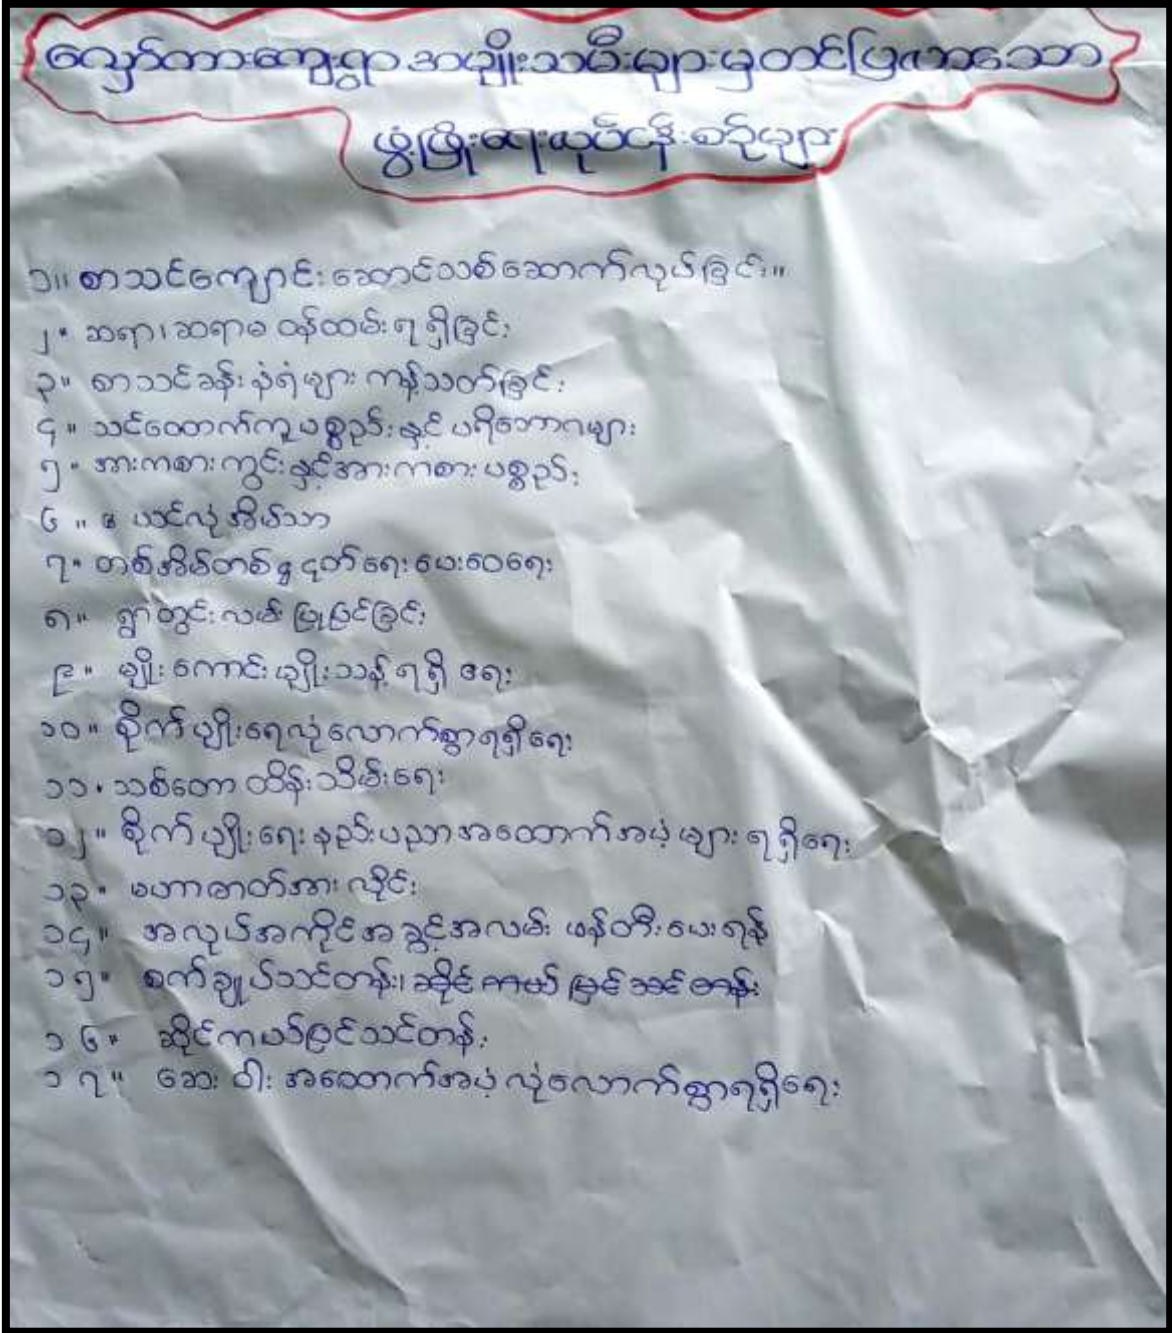 လျှော်တားကျေးရွာ အမျိုးသမီးများမှတင်ပြလာသော
ဖွံ့ဖြိုးရေးလုပ်ငန်းစဉ်များ
၁။ စာသင်ကျောင်း ဆောင်သစ်ဆောက်လုပ်ခြင်း။
၂။ ဆရာ၊ ဆရာမ ဝန်ထမ်း ရရှိခြင်း
၃။ စာသင်ခန်း နံရံများ ကန့်သတ်ခြင်း
၄။ သင်ထောက်ကူပစ္စည်း နှင့် ပရိဘောဂများ
၅။ အားကစားကွင်း နှင့်အားကစား ပစ္စည်း
၆။ ယင်လုံအိမ်သာ
၇။ တစ်အိမ်တစ် ရေးပေးဝေရေး
၈။ ရွာတွင်း လမ်း ပြုပြင်ခြင်း
၉။ မျိုးကောင်း မျိုးသန့် ရရှိ ရေး
၁၀။ စိုက်ပျိုးရေလုံလောက်စွာရရှိရေး
၁၁။ သစ်တော ထိန်းသိမ်းရေး
၁၂။ စိုက်ပျိုးရေး နည်းပညာအထောက်အပံ့များ ရရှိရေး
၁၃။ မဟာဓာတ်အားလိုင်း
၁၄။ အလုပ်အကိုင်အခွင့်အလမ်း ဖန်တီးပေးရန်
၁၅။ စက်ချုပ်သင်တန်း၊ ဆိုင်ကယ် ပြင်သင်တန်း
၁၆။ ဆိုင်ကယ်ပြင်သင်တန်း
၁၇။ ဆေးဝါး အထောက်အပံ့ လုံလောက်စွာရရှိရေး